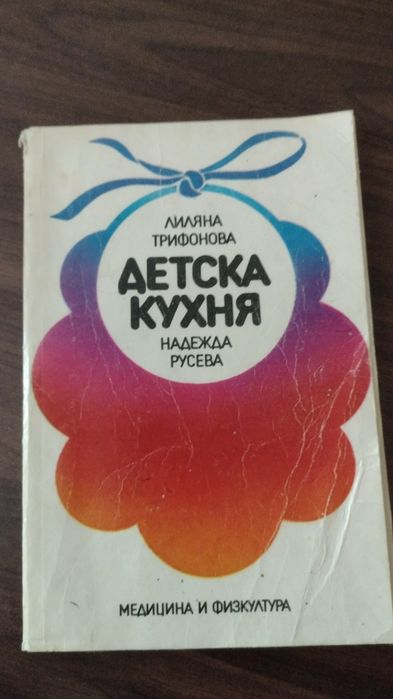 ЛИЛЯНА
ТРИФОНОВА
ДЕТСКА
КУХНЯ
НАДЕЖДА
РУСЕВА
МЕДИЦИНА И ФИЗКУЛТУРА